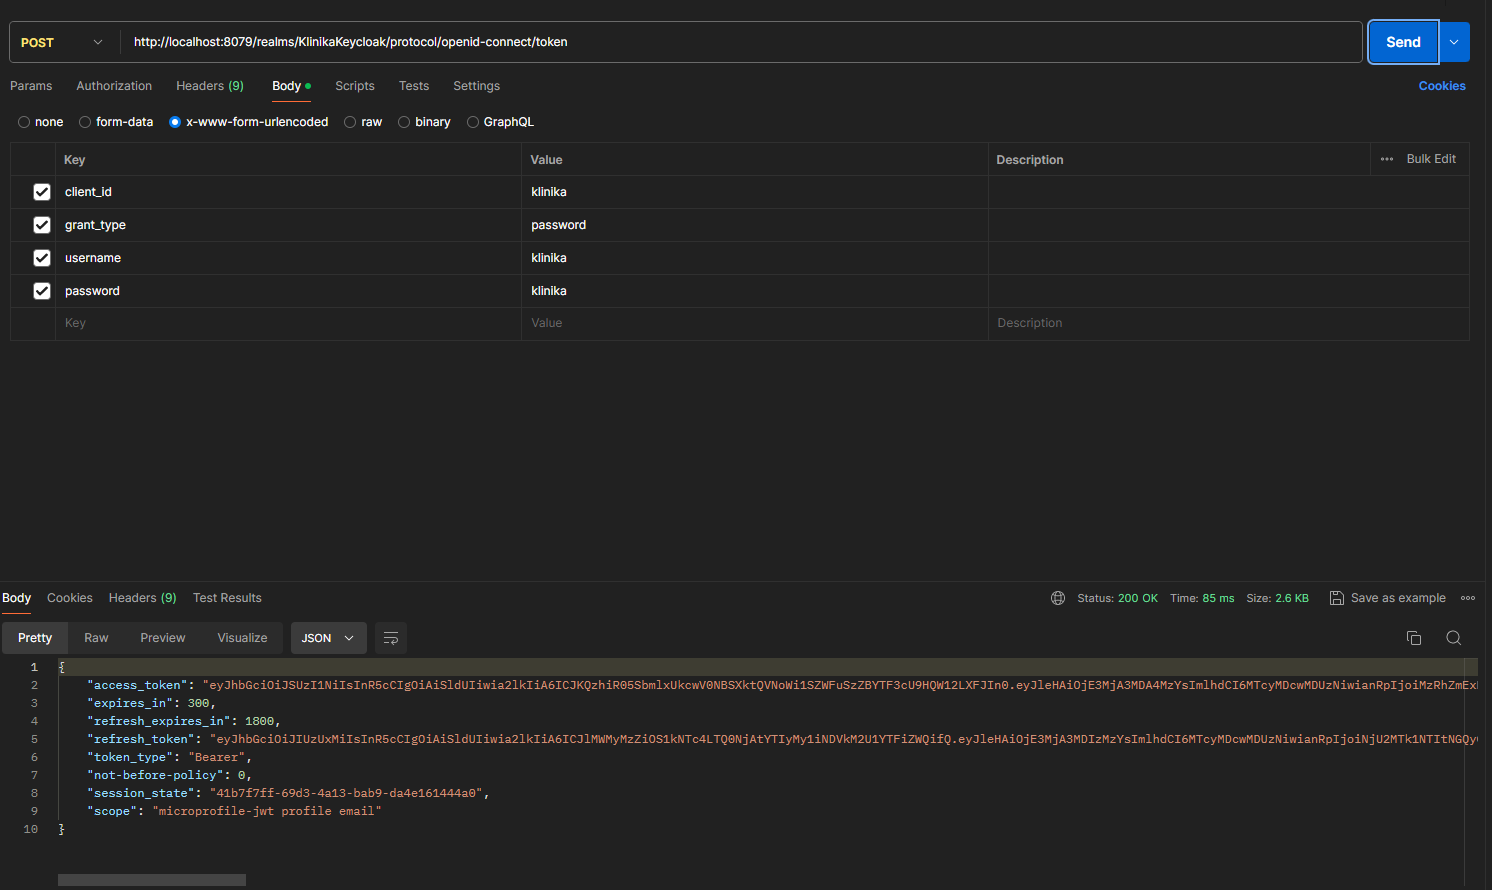 POST http://localhost:8079/realms/KlinikaKeycloak/protocol/openid-connect/token Send
Params Authorization Headers (9) Body Scripts Tests Settings Cookies
none form-data x-www-form-urlencoded raw binary GraphQL
Key Value Description Bulk Edit
client_id klinika
grant_type password
username klinika
password klinika
Key Value Description
Body Cookies Headers (9) Test Results Status: 200 OK Time: 85 ms Size: 2.6 KB Save as example
Pretty Raw Preview Visualize JSON
1 {
2 "access_token":
3 "expires_in": 300,
4 "refresh_expires_in": 1800,
5 "refresh_token":
6 "token_type": "Bearer",
7 "not-before-policy": 0,
8 "session_state": "41b7f7ff-69d3-4a13-bab9-da4e161444a0",
9 "scope": "microprofile-jwt profile email"
10 }